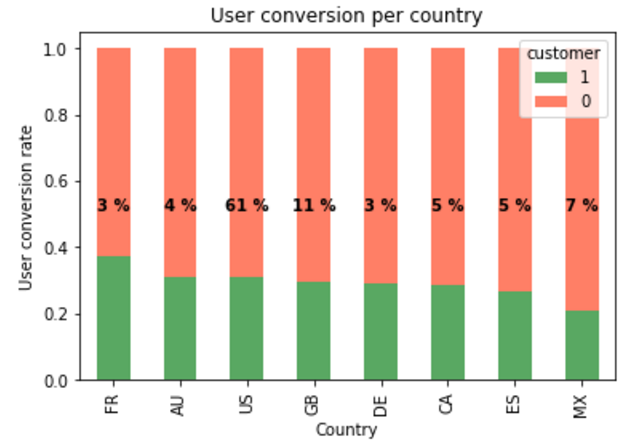 User conversion per country
customer
1
0
1.0
0.8
0.6
0.4
0.2
0.0
User conversion rate
3 % 4 % 61 % 11 % 3 % 5 % 5 % 7 %
FR AU US GB DE CA ES MX
Country